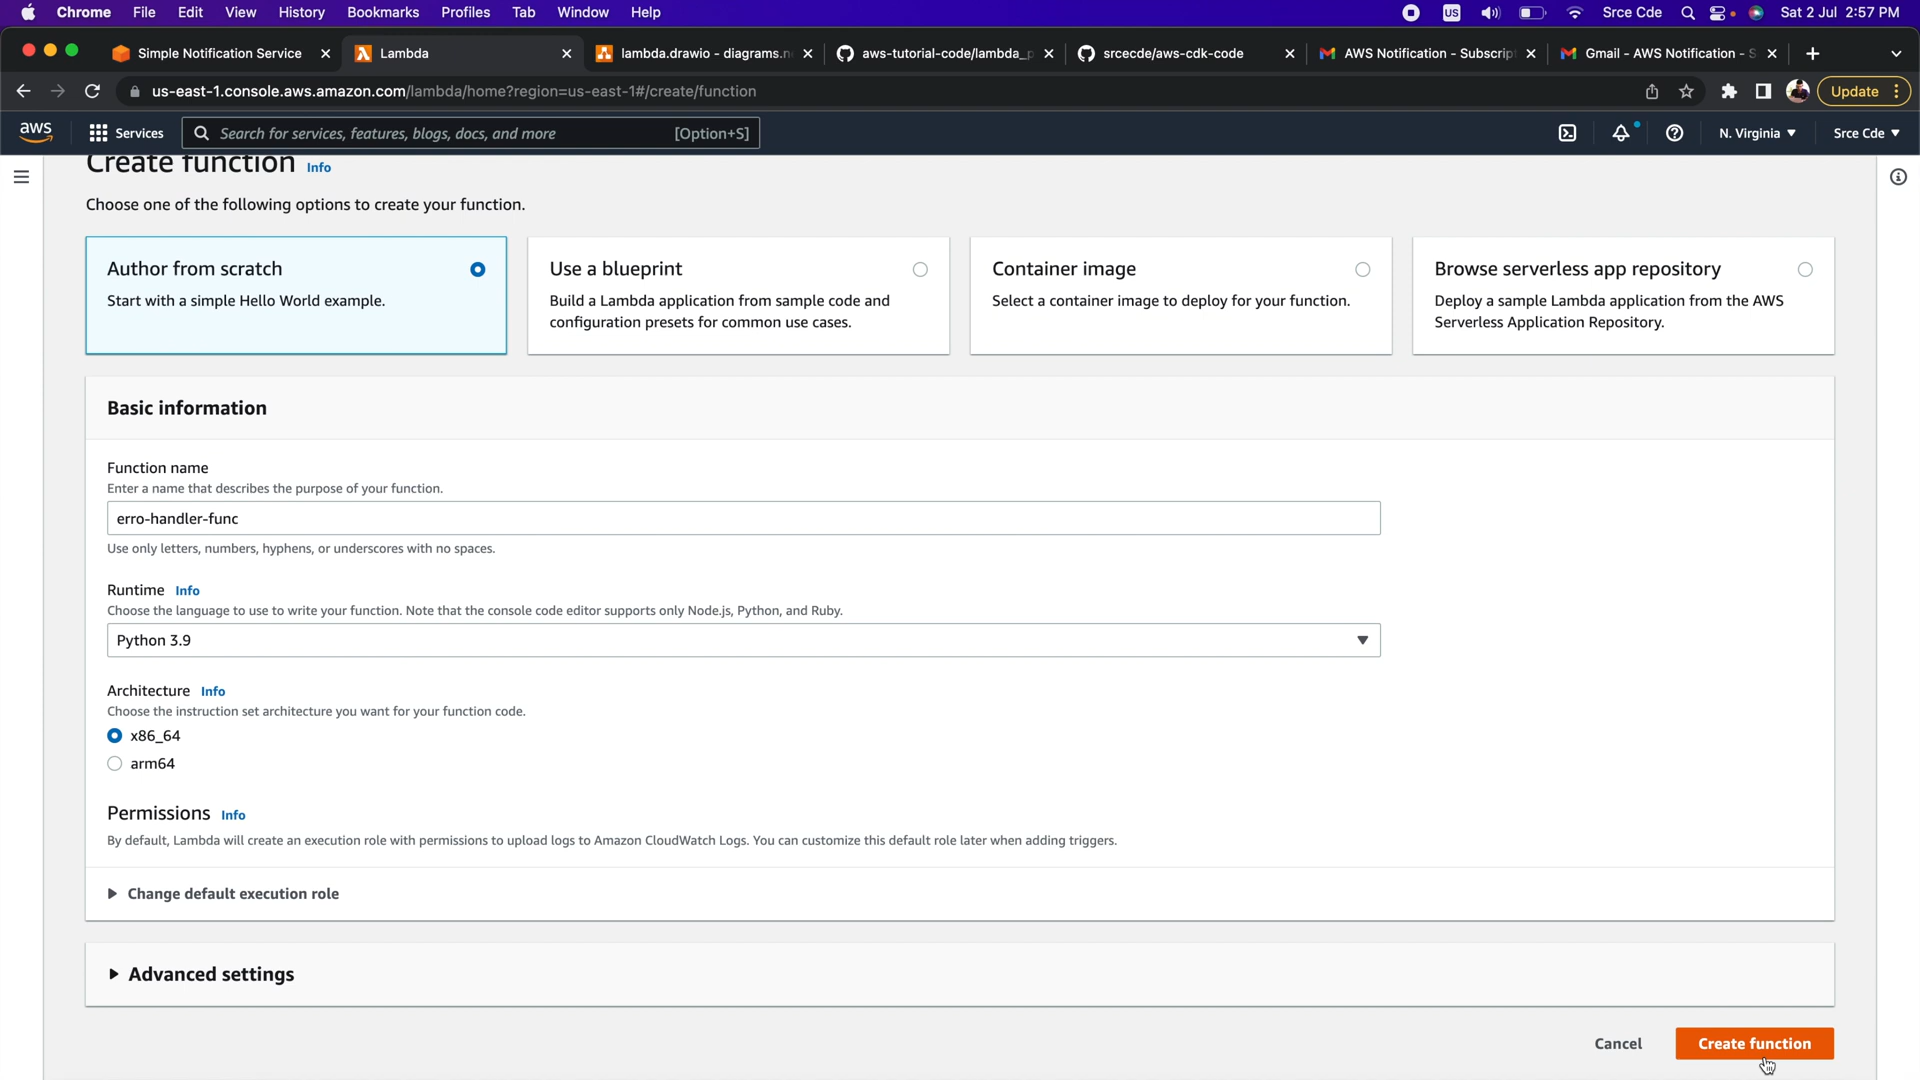 Chrome File Edit View History Bookmarks Profiles Tab Window Help US Srce Cde Sat 2 Jul 2:57 PM
Simple Notification Service Lambda lambda.drawio - diagrams.n aws-tutorial-code/lambda_p srcecde/aws-cdk-code AWS Notification - Subscript Gmail - AWS Notification - S
us-east-1.console.aws.amazon.com/lambda/home?region=us-east-1#/create/function Update
aws Services Search for services, features, blogs, docs, and more [Option+S] N. Virginia Srce Cde
Create function Info
Choose one of the following options to create your function.
Author from scratch
Start with a simple Hello World example.
Use a blueprint
Build a Lambda application from sample code and
configuration presets for common use cases.
Container image
Select a container image to deploy for your function.
Browse serverless app repository
Deploy a sample Lambda application from the AWS
Serverless Application Repository.
Basic information
Function name
Enter a name that describes the purpose of your function.
erro-handler-func
Use only letters, numbers, hyphens, or underscores with no spaces.
Runtime Info
Choose the language to use to write your function. Note that the console code editor supports only Node.js, Python, and Ruby.
Python 3.9
Architecture Info
Choose the instruction set architecture you want for your function code.
x86_64
arm64
Permissions Info
By default, Lambda will create an execution role with permissions to upload logs to Amazon CloudWatch Logs. You can customize this default role later when adding triggers.
Change default execution role
Advanced settings
Cancel Create function